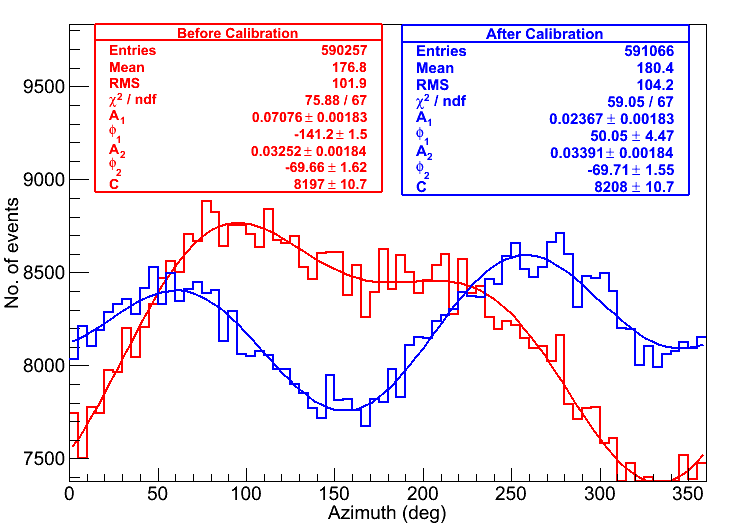 Before Calibration
Entries 590257
Mean 176.8
RMS 101.9
χ² / ndf 75.88 / 67
A₁ 0.07076 ± 0.00183
ϕ₁ -141.2 ± 1.5
A₂ 0.03252 ± 0.00184
ϕ₂ -69.66 ± 1.62
C 8197 ± 10.7
After Calibration
Entries 591066
Mean 180.4
RMS 104.2
χ² / ndf 59.05 / 67
A₁ 0.02367 ± 0.00183
ϕ₁ 50.05 ± 4.47
A₂ 0.03391 ± 0.00184
ϕ₂ -69.71 ± 1.55
C 8208 ± 10.7
No. of events
9500
9000
8500
8000
7500
0 50 100 150 200 250 300 350
Azimuth (deg)